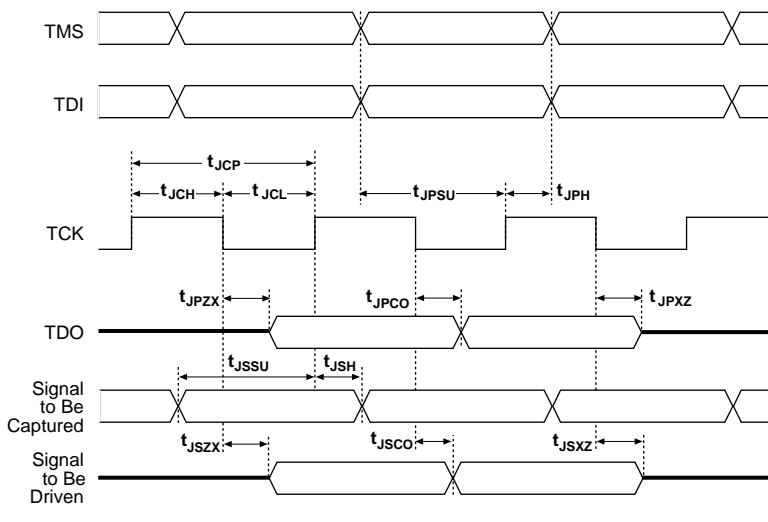 TMS
TDI
tJCP
tJCH
tJCL
tJPSU
tJPH
TCK
tJPZX
tJPCO
tJPXZ
TDO
tJSSU
tJSH
Signal
to Be
Captured
tJSZX
tJSCO
tJSXZ
Signal
to Be
Driven